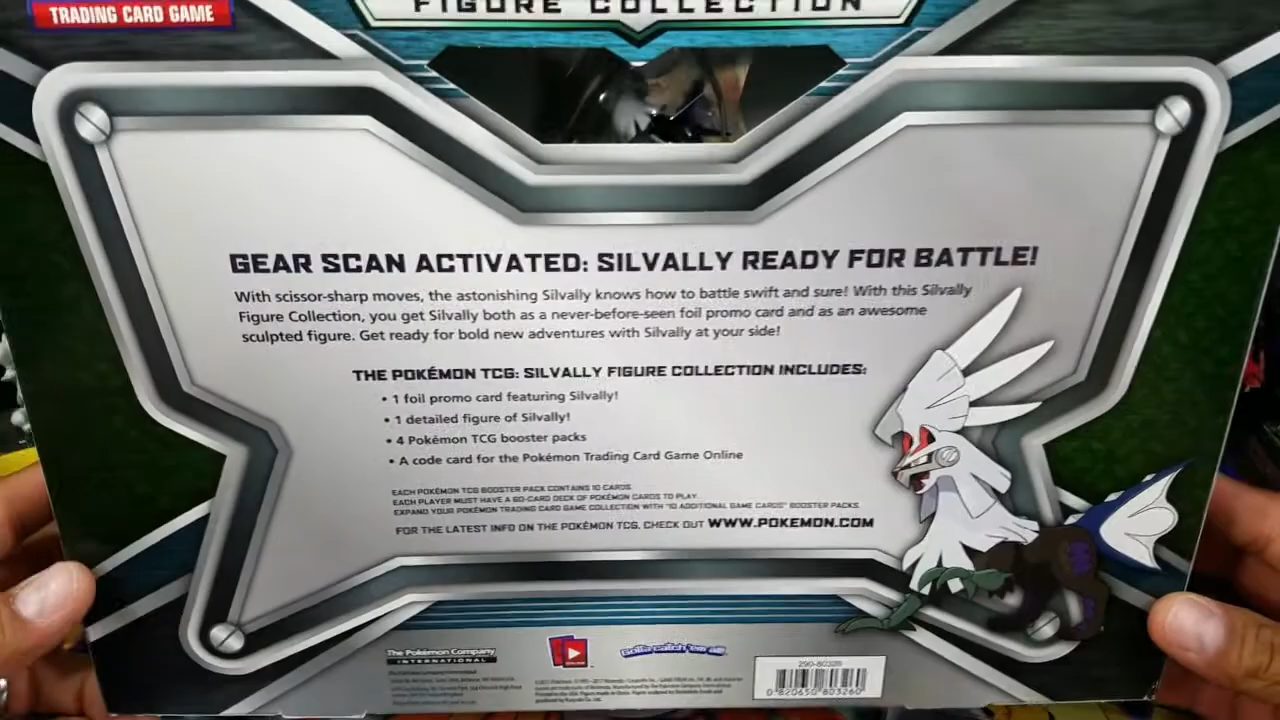 TRADING CARD GAME
FIGURE COLLECTION
GEAR SCAN ACTIVATED: SILVALLY READY FOR BATTLE!
With scissor-sharp moves, the astonishing Silvally knows how to battle swift and sure! With this Silvally
Figure Collection, you get Silvally both as a never-before-seen foil promo card and as an awesome
sculpted figure. Get ready for bold new adventures with Silvally at your side!
THE POKÉMON TCG: SILVALLY FIGURE COLLECTION INCLUDES:
• 1 foil promo card featuring Silvally!
• 1 detailed figure of Silvally!
• 4 Pokémon TCG booster packs
• A code card for the Pokémon Trading Card Game Online
EACH POKÉMON TCG BOOSTER PACK CONTAINS 10 CARDS.
EACH PLAYER MUST HAVE A 60-CARD DECK OF POKÉMON CARDS TO PLAY.
EXPAND YOUR POKÉMON TRADING CARD GAME COLLECTION WITH "10 ADDITIONAL GAME CARDS" BOOSTER PACKS.
FOR THE LATEST INFO ON THE POKÉMON TCG, CHECK OUT WWW.POKEMON.COM
The Pokémon Company
INTERNATIONAL
Gotta catch 'em all!
290-80326
0 820650 803260